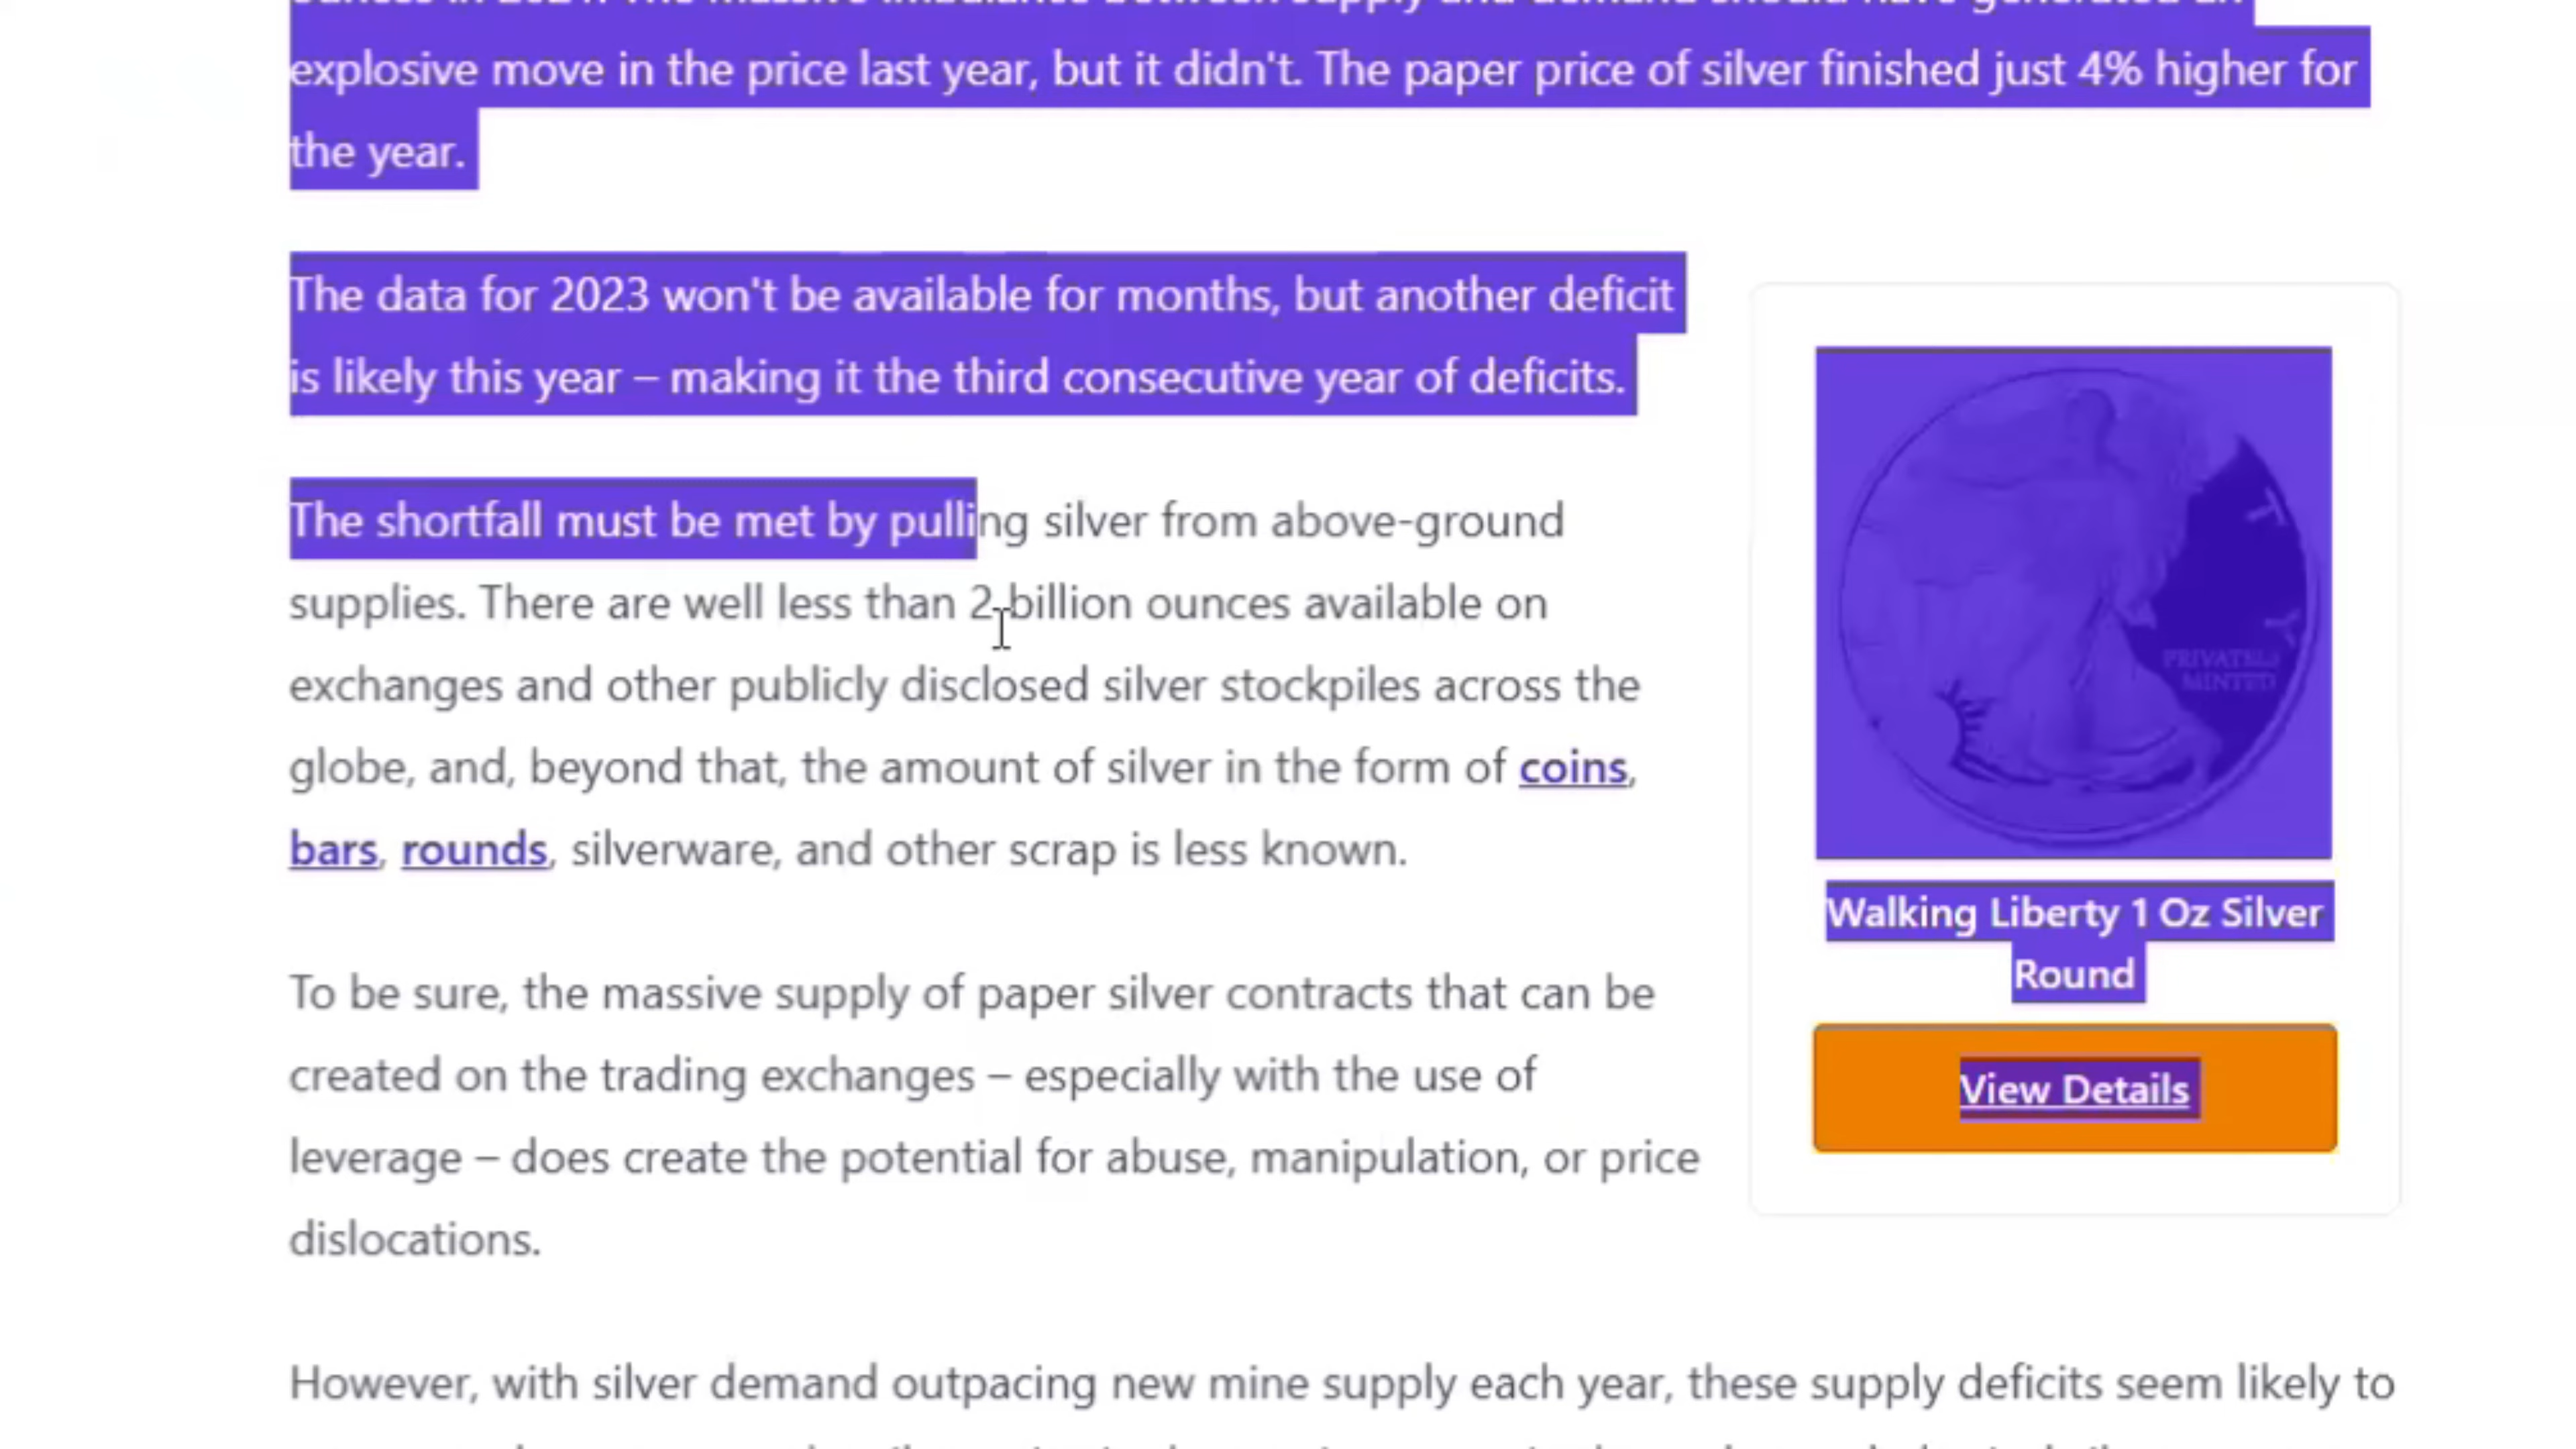 explosive move in the price last year, but it didn't. The paper price of silver finished just 4% higher for
the year.
The data for 2023 won't be available for months, but another deficit
is likely this year – making it the third consecutive year of deficits.
The shortfall must be met by pulling silver from above-ground
supplies. There are well less than 2 billion ounces available on
exchanges and other publicly disclosed silver stockpiles across the
globe, and, beyond that, the amount of silver in the form of coins,
bars, rounds, silverware, and other scrap is less known.
To be sure, the massive supply of paper silver contracts that can be
created on the trading exchanges – especially with the use of
leverage – does create the potential for abuse, manipulation, or price
dislocations.
However, with silver demand outpacing new mine supply each year, these supply deficits seem likely to
PRIVATELY
MINTED
Walking Liberty 1 Oz Silver
Round
View Details